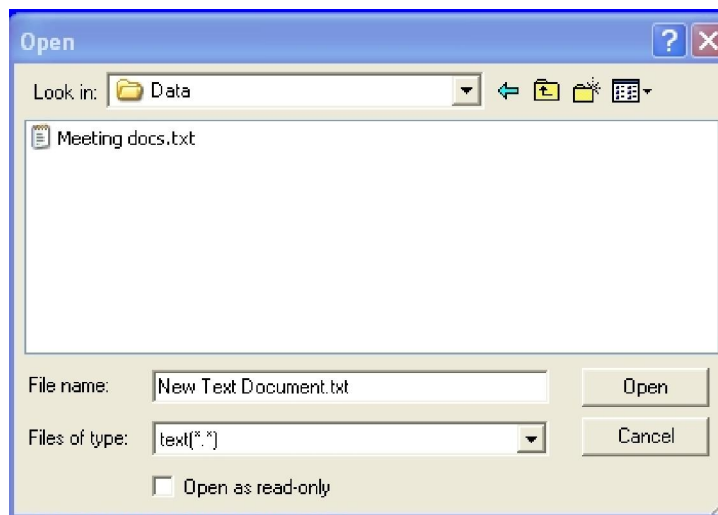 Open
Look in: Data
Meeting docs.txt
File name: New Text Document.txt Open
Files of type: text(*.*) Cancel
Open as read-only